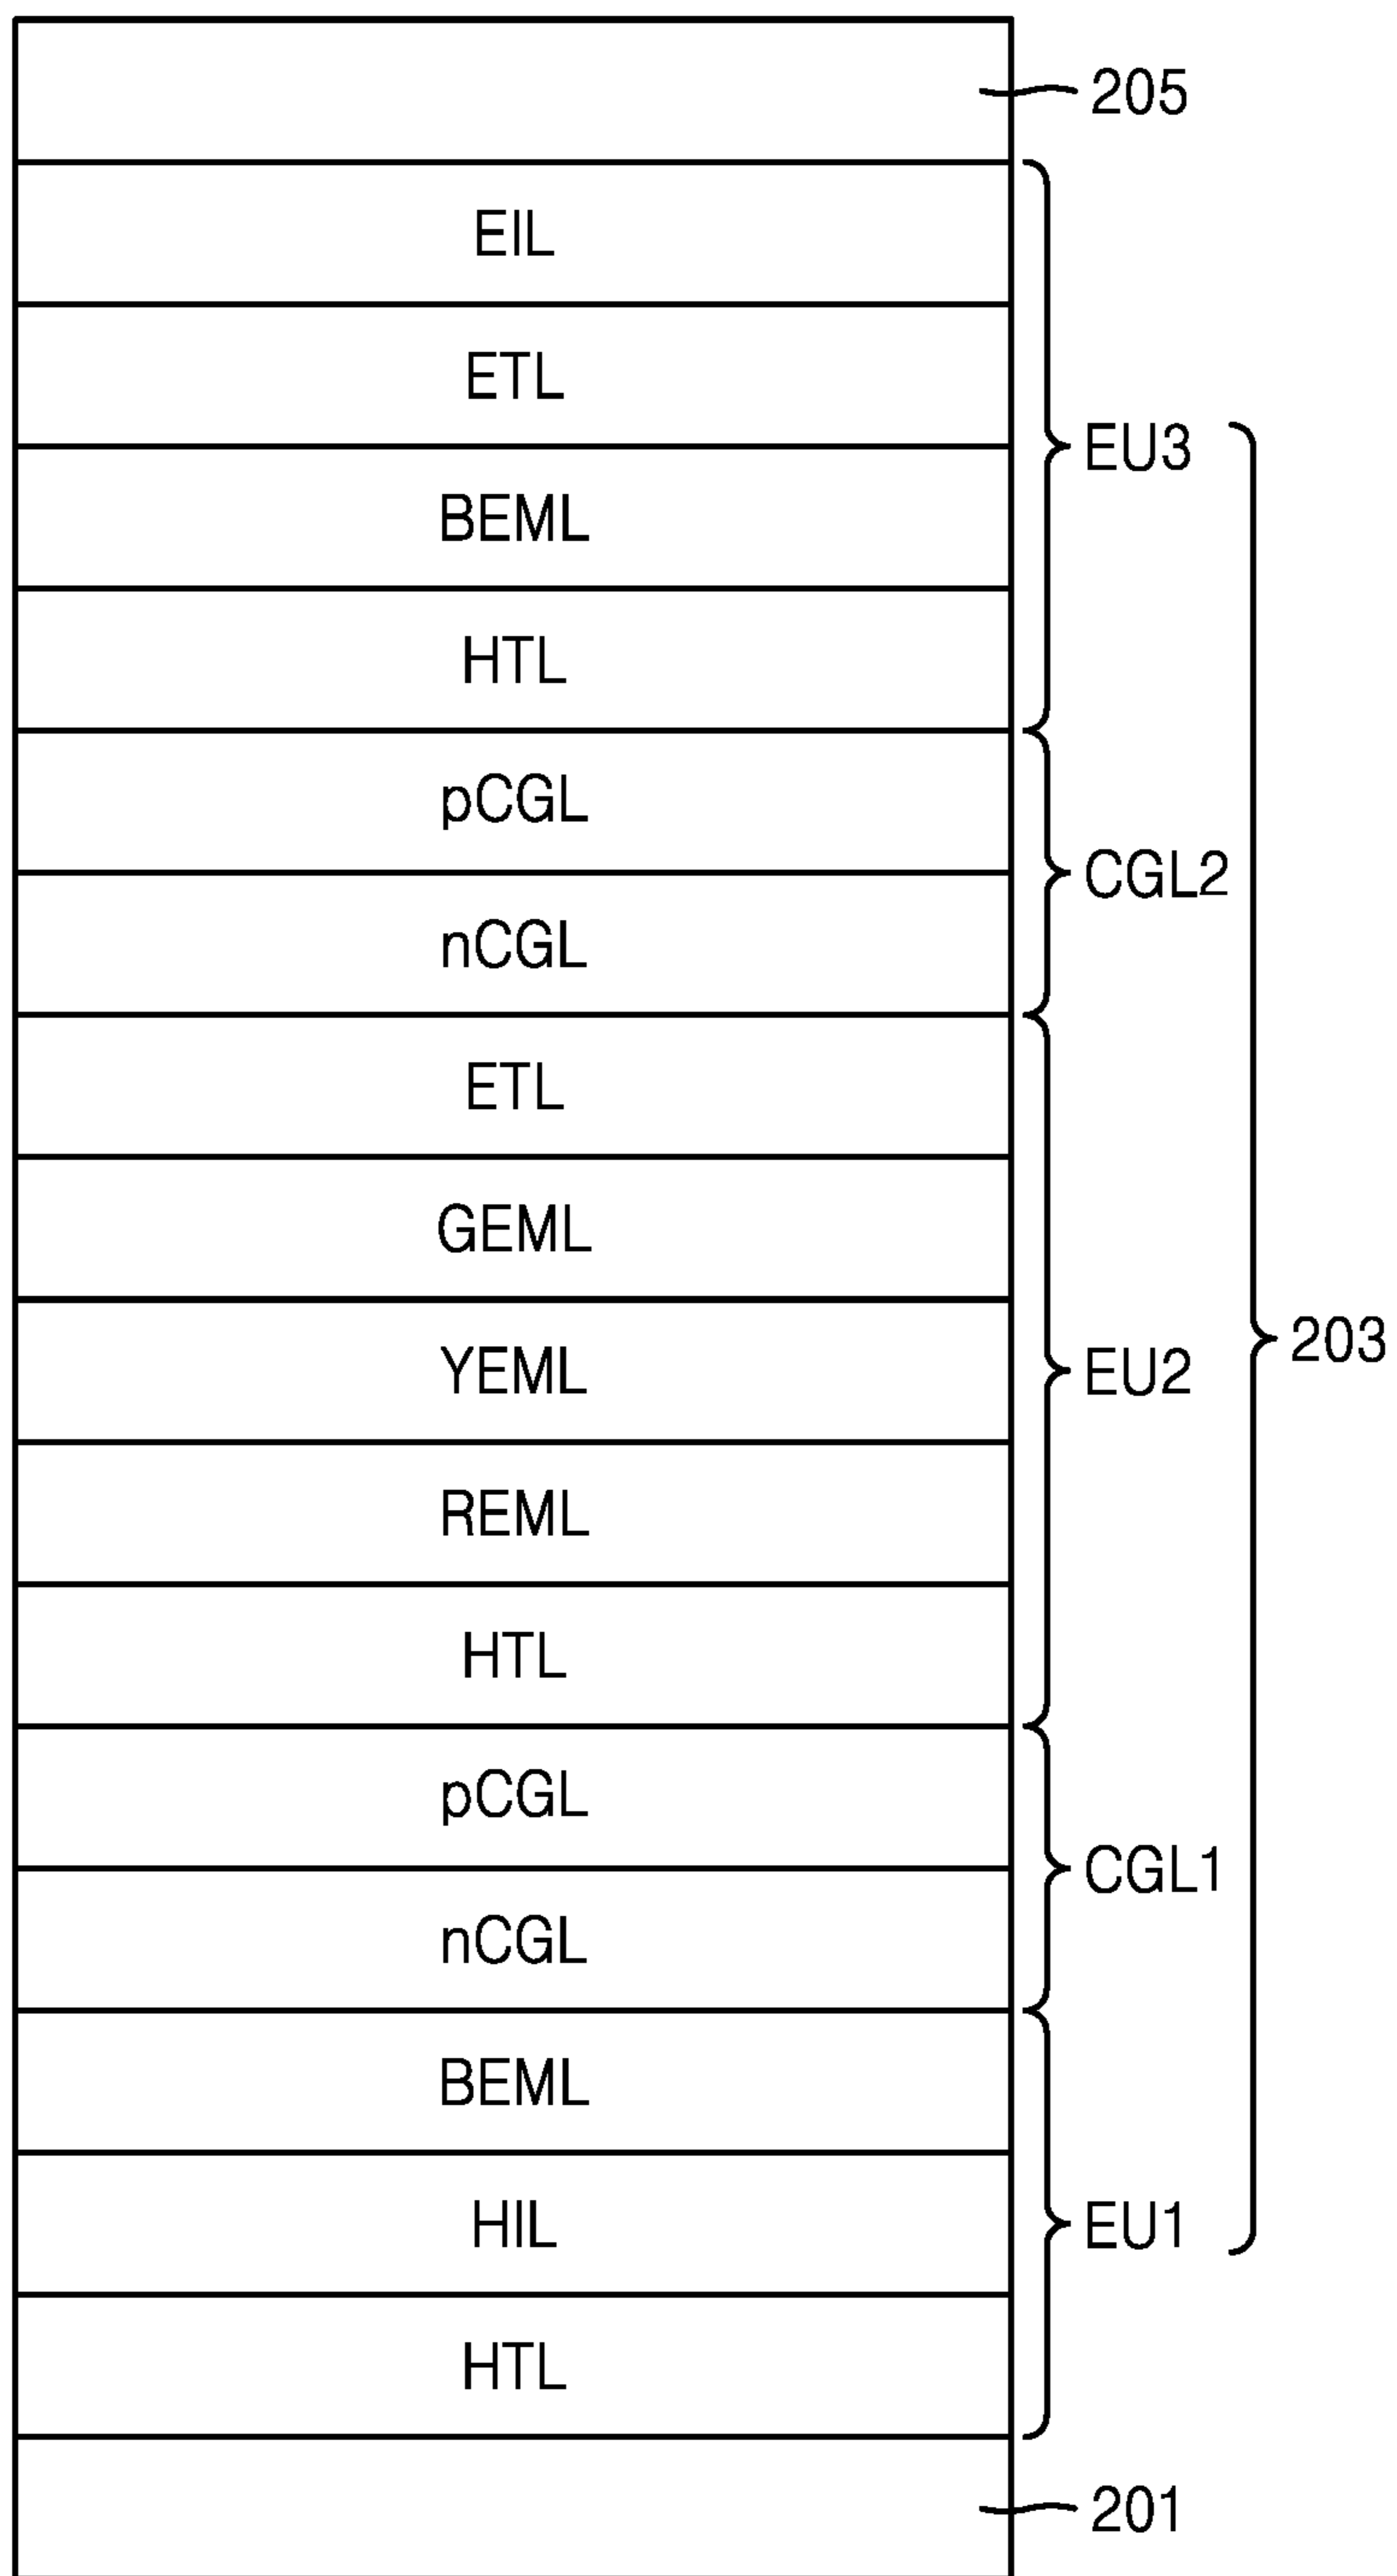 205
EIL
ETL
EU3
BEML
HTL
pCGL
CGL2
nCGL
ETL
GEML
203
YEML
EU2
REML
HTL
pCGL
CGL1
nCGL
BEML
HIL
EU1
HTL
201